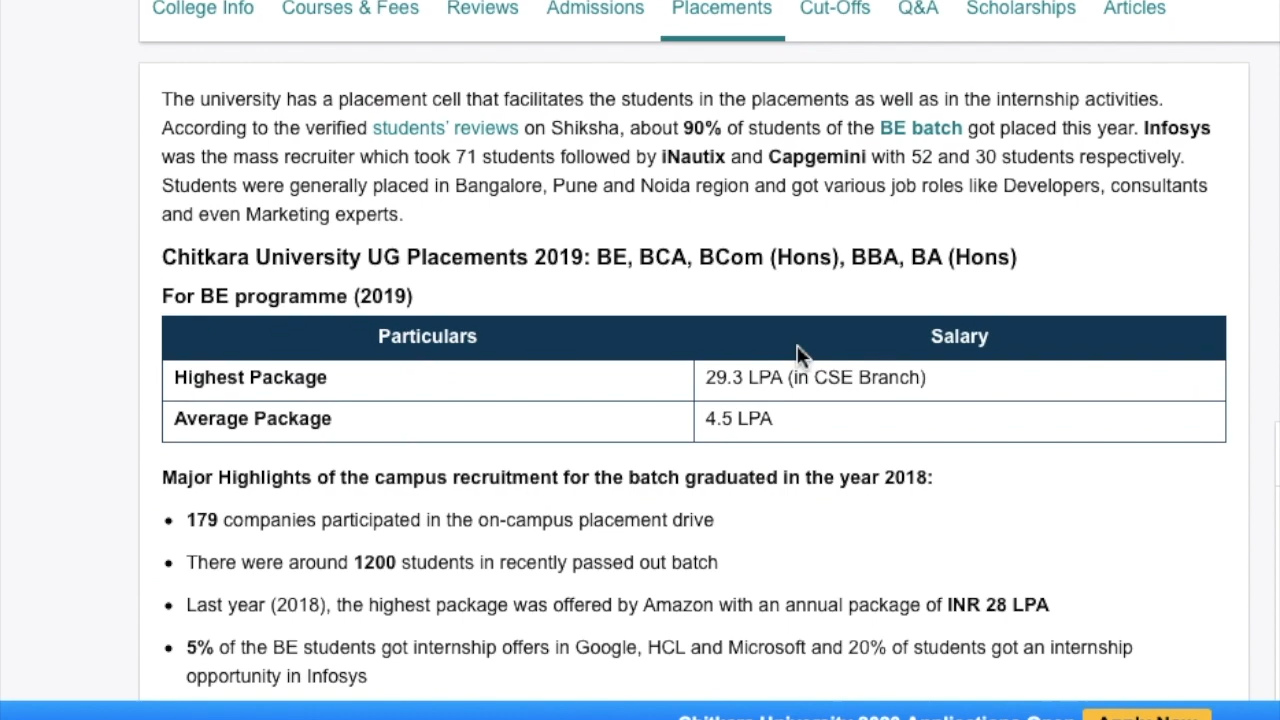 College Info Courses & Fees Reviews Admissions Placements Cut-Offs Q&A Scholarships Articles
The university has a placement cell that facilitates the students in the placements as well as in the internship activities.
According to the verified students' reviews on Shiksha, about 90% of students of the BE batch got placed this year. Infosys
was the mass recruiter which took 71 students followed by iNautix and Capgemini with 52 and 30 students respectively.
Students were generally placed in Bangalore, Pune and Noida region and got various job roles like Developers, consultants
and even Marketing experts.
Chitkara University UG Placements 2019: BE, BCA, BCom (Hons), BBA, BA (Hons)
For BE programme (2019)
Particulars Salary
Highest Package 29.3 LPA (in CSE Branch)
Average Package 4.5 LPA
Major Highlights of the campus recruitment for the batch graduated in the year 2018:
• 179 companies participated in the on-campus placement drive
• There were around 1200 students in recently passed out batch
• Last year (2018), the highest package was offered by Amazon with an annual package of INR 28 LPA
• 5% of the BE students got internship offers in Google, HCL and Microsoft and 20% of students got an internship
opportunity in Infosys
Chitkara University 2020 Applications Open Apply Now